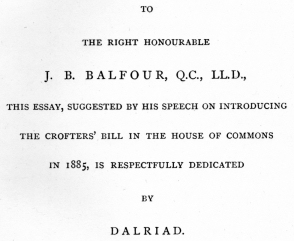 TO
THE RIGHT HONOURABLE
J. B. BALFOUR, Q.C., LL.D.,
THIS ESSAY, SUGGESTED BY HIS SPEECH ON INTRODUCING
THE CROFTERS' BILL IN THE HOUSE OF COMMONS
IN 1885, IS RESPECTFULLY DEDICATED
BY
DALRIAD.